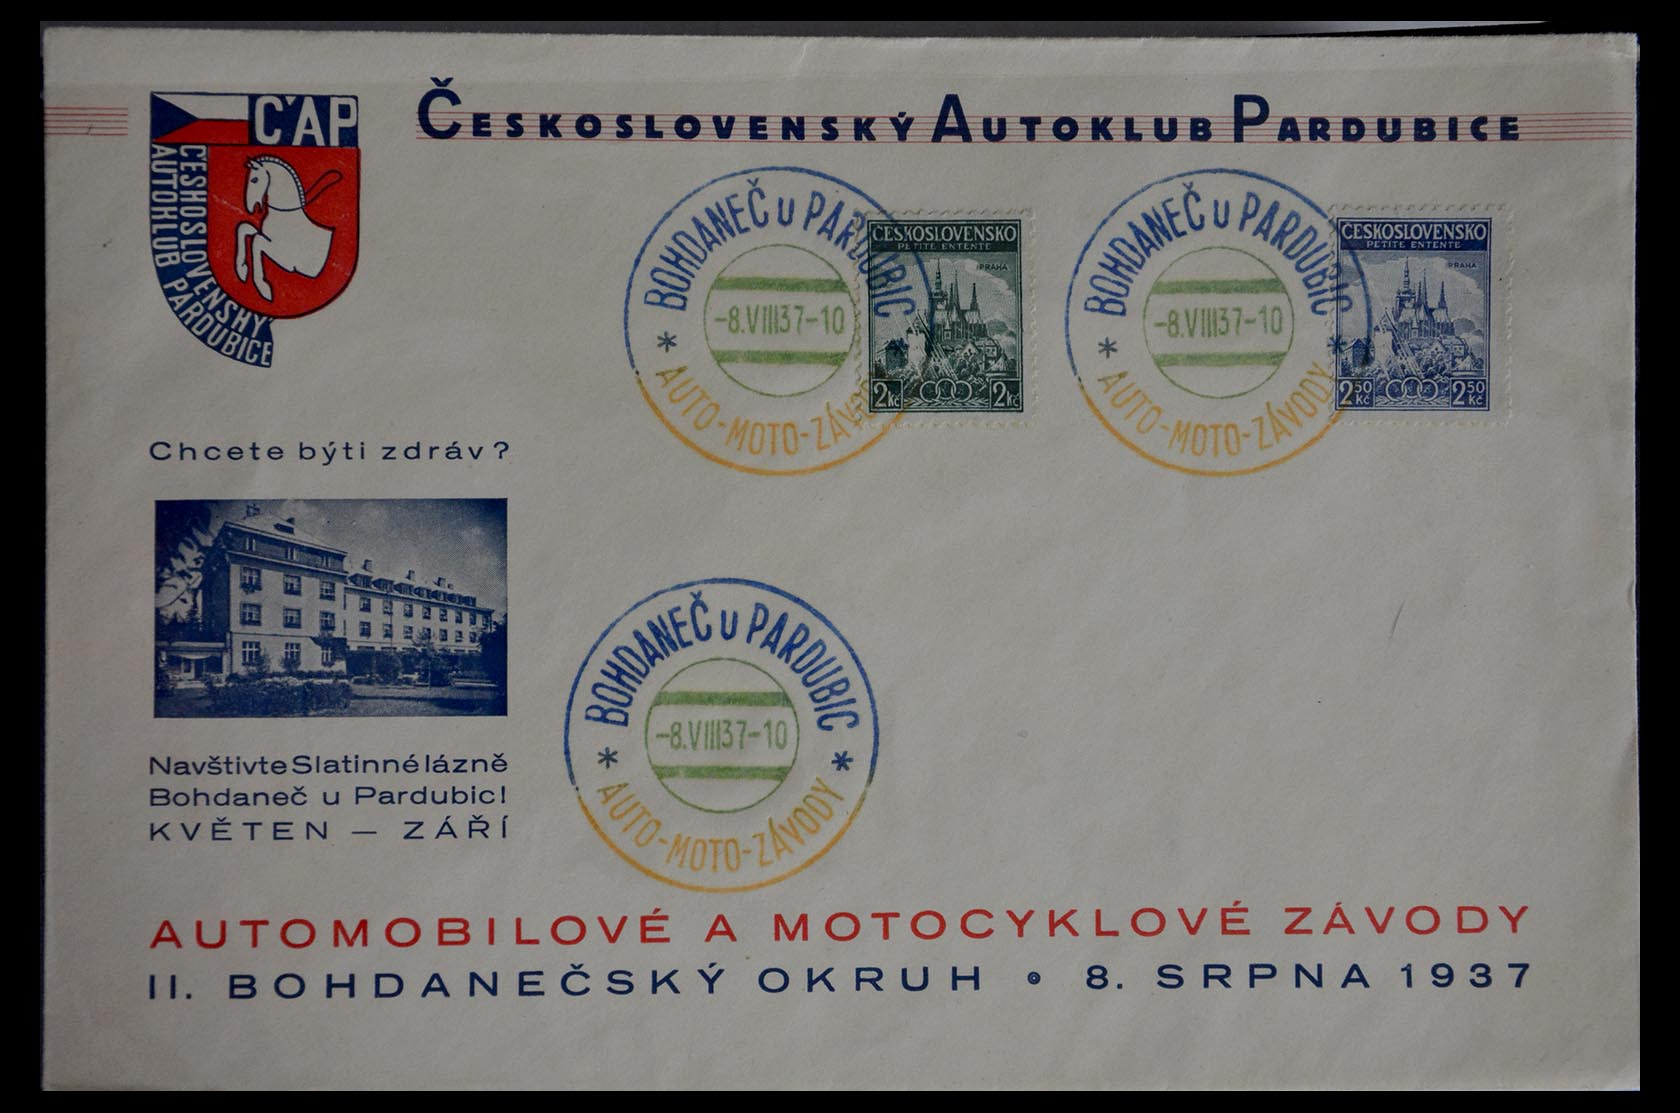 ČAP
ČESKOSLOVENSKÝ
AUTOKLUB PARDUBICE
ČESKOSLOVENSKÝ AUTOKLUB PARDUBICE
BOHDANEČ U PARDUBIC
-8.VIII37-10
* AUTO-MOTO-ZÁVODY
ČESKOSLOVENSKO
PETITE ENTENTE
PRAHA
2 Kč 2 Kč
BOHDANEČ U PARDUBIC
-8.VIII37-10
* AUTO-MOTO-ZÁVODY *
ČESKOSLOVENSKO
PETITE ENTENTE
PRAHA
2 50 Kč 2 50 Kč
Chcete býti zdráv?
Navštivte Slatinné lázně
Bohdaneč u Pardubic!
KVĚTEN — ZÁŘÍ
BOHDANEČ U PARDUBIC
-8.VIII37-10
* AUTO-MOTO-ZÁVODY *
AUTOMOBILOVÉ A MOTOCYKLOVÉ ZÁVODY
II. BOHDANEČSKÝ OKRUH • 8. SRPNA 1937